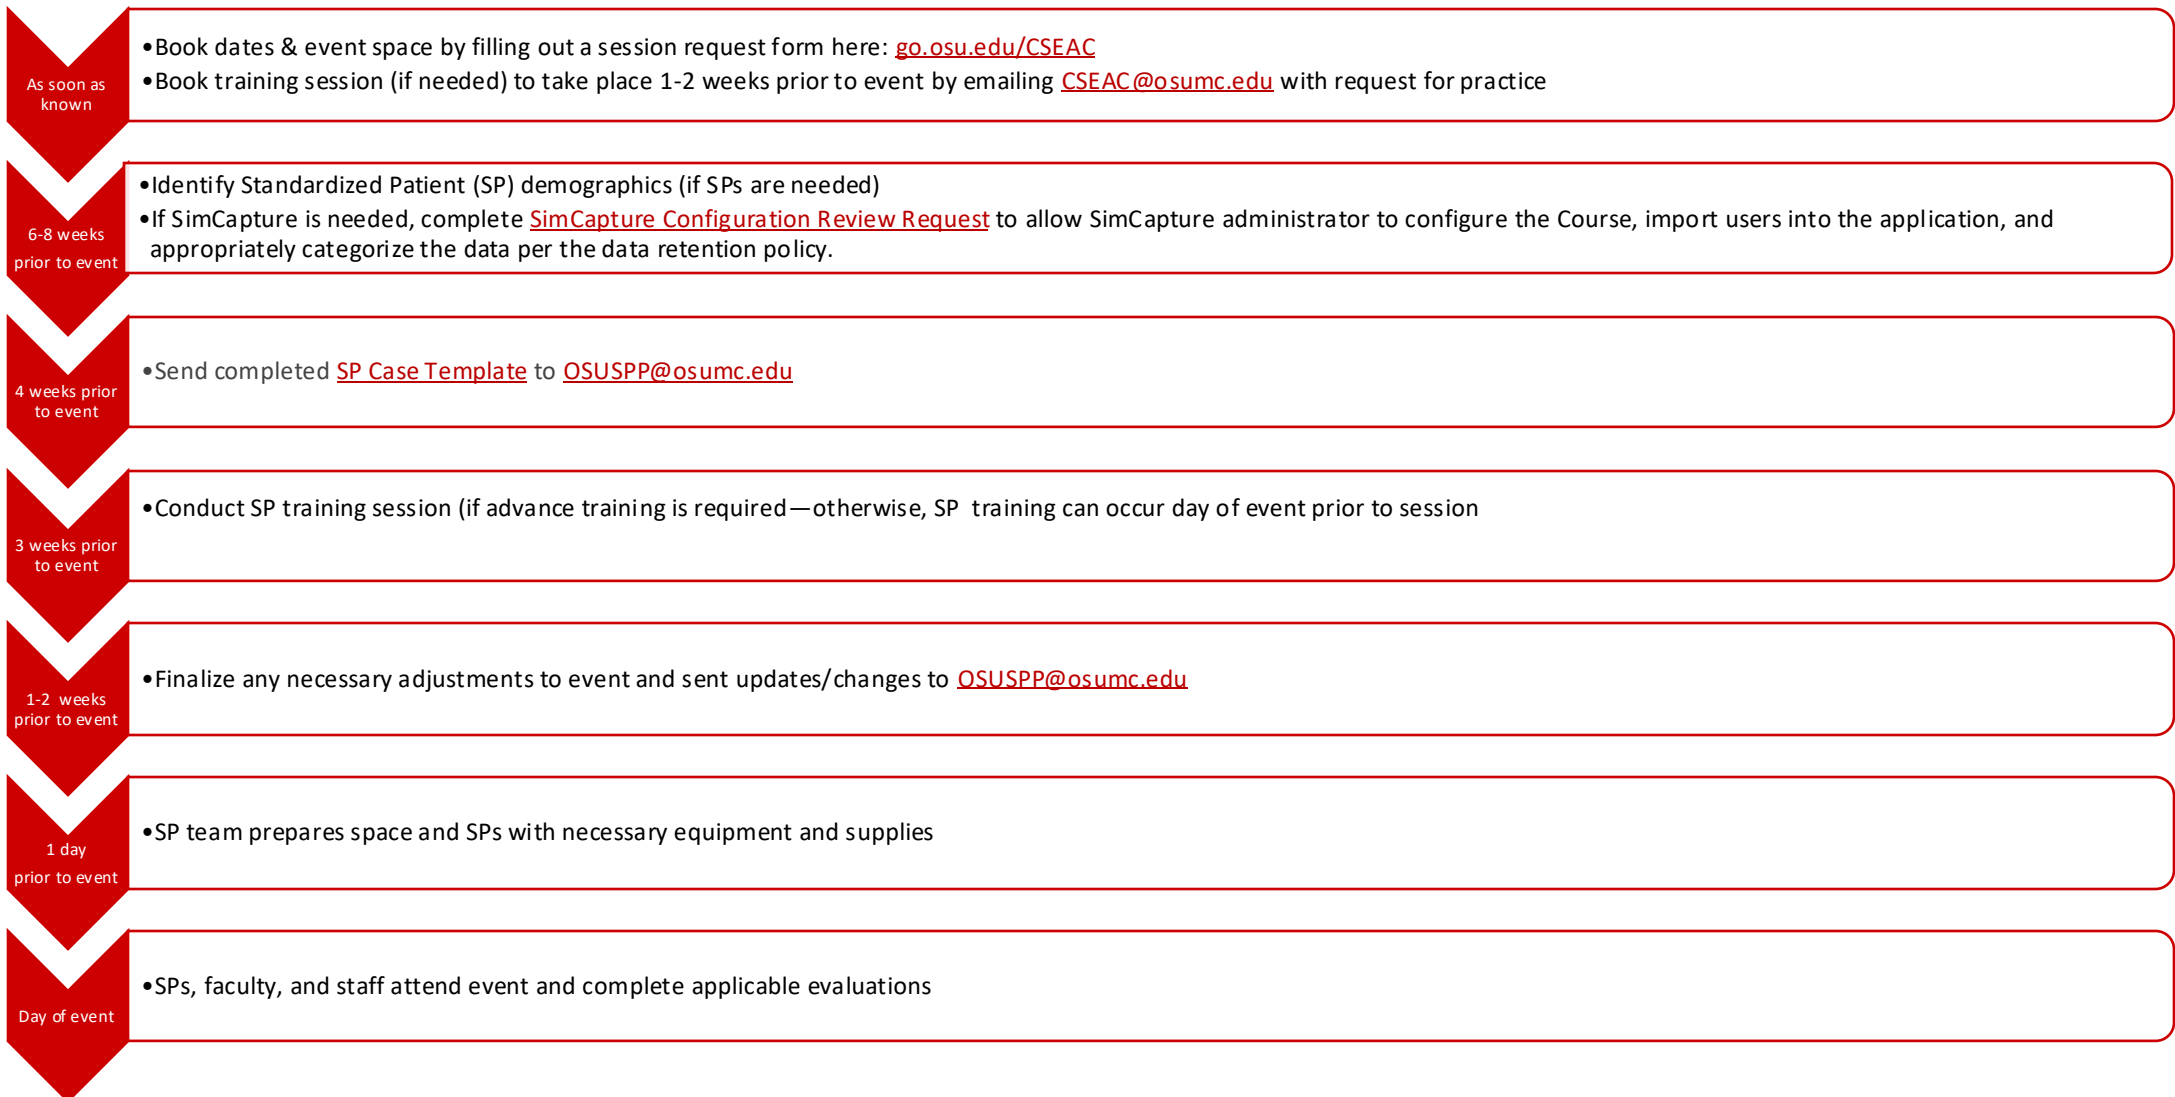 As soon as
known
•Book dates & event space by filling out a session request form here: go.osu.edu/CSEAC
•Book training session (if needed) to take place 1-2 weeks prior to event by emailing CSEAC@osumc.edu with request for practice
6-8 weeks
prior to event
•Identify Standardized Patient (SP) demographics (if SPs are needed)
•If SimCapture is needed, complete SimCapture Configuration Review Request to allow SimCapture administrator to configure the Course, import users into the application, and
appropriately categorize the data per the data retention policy.
4 weeks prior
to event
•Send completed SP Case Template to OSUSPP@osumc.edu
3 weeks prior
to event
•Conduct SP training session (if advance training is required—otherwise, SP training can occur day of event prior to session
1-2 weeks
prior to event
•Finalize any necessary adjustments to event and sent updates/changes to OSUSPP@osumc.edu
1 day
prior to event
•SP team prepares space and SPs with necessary equipment and supplies
Day of event
•SPs, faculty, and staff attend event and complete applicable evaluations